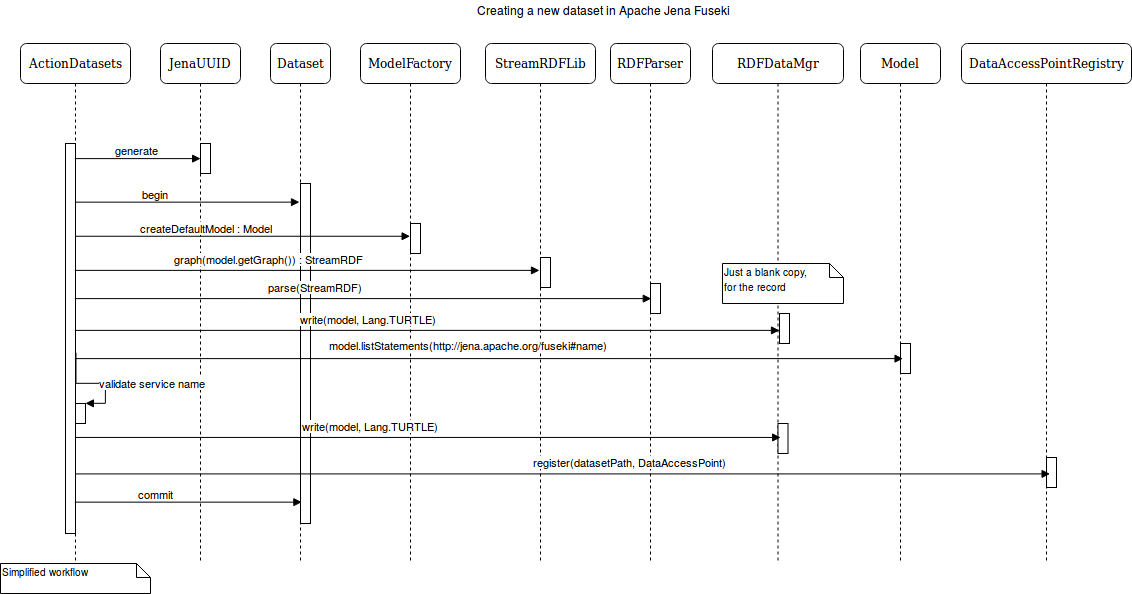 Creating a new dataset in Apache Jena Fuseki
ActionDatasets
JenaUUID
Dataset
ModelFactory
StreamRDFLib
RDFParser
RDFDataMgr
Model
DataAccessPointRegistry
generate
begin
createDefaultModel : Model
graph(model.getGraph()) : StreamRDF
Just a blank copy,
for the record
parse(StreamRDF)
write(model, Lang.TURTLE)
model.listStatements(http://jena.apache.org/fuseki#name)
validate service name
write(model, Lang.TURTLE)
register(datasetPath, DataAccessPoint)
commit
Simplified workflow